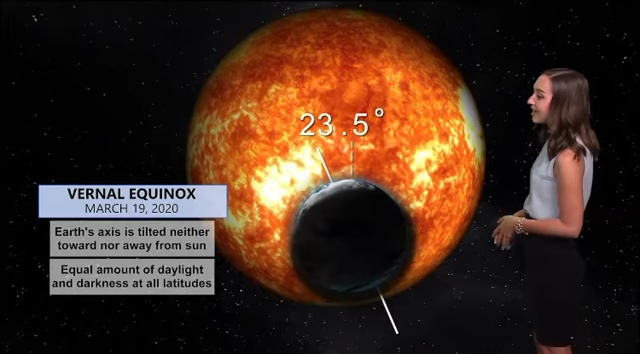 23.5°
VERNAL EQUINOX
MARCH 19, 2020
Earth's axis is tilted neither
toward nor away from sun
Equal amount of daylight
and darkness at all latitudes